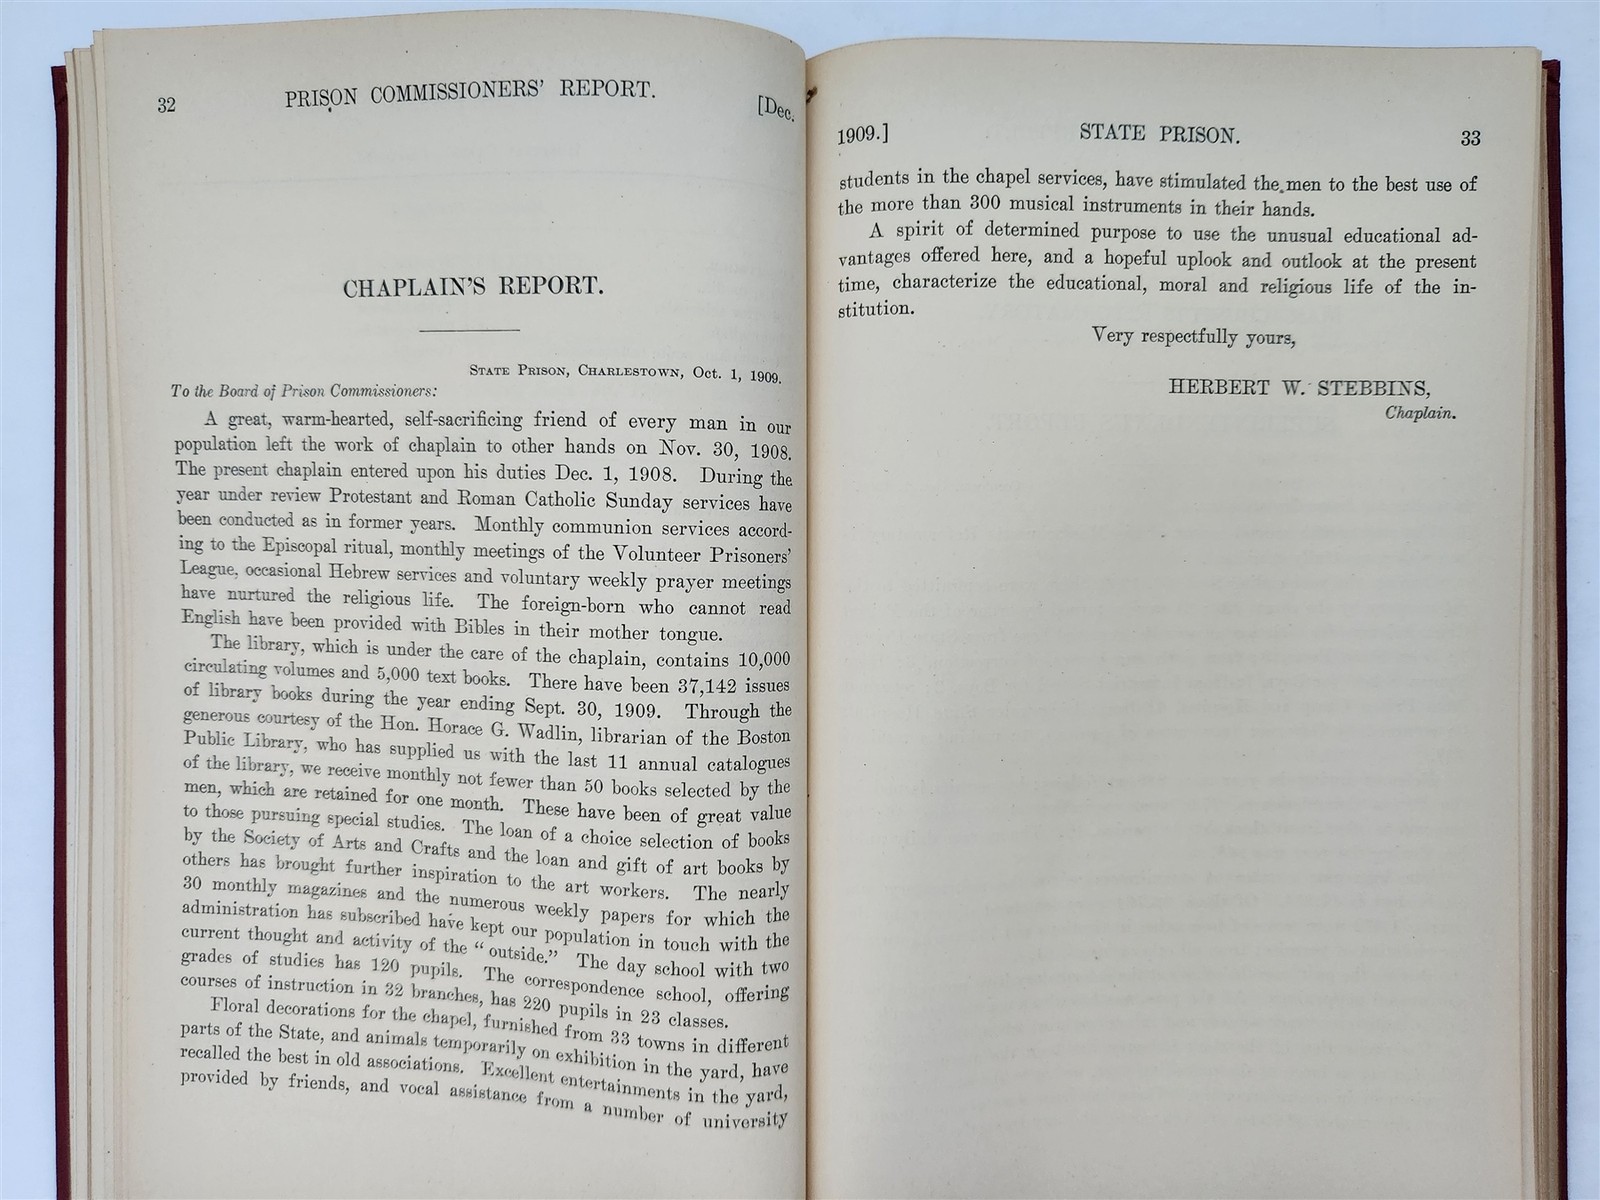 32
PRISON COMMISSIONERS' REPORT.
[Dec.
CHAPLAIN'S REPORT.
STATE PRISON, CHARLESTOWN, Oct. 1, 1909.
To the Board of Prison Commissioners:
A great, warm-hearted, self-sacrificing friend of every man in our
population left the work of chaplain to other hands on Nov. 30, 1908.
The present chaplain entered upon his duties Dec. 1, 1908. During the
year under review Protestant and Roman Catholic Sunday services have
been conducted as in former years. Monthly communion services accord-
ing to the Episcopal ritual, monthly meetings of the Volunteer Prisoners'
League, occasional Hebrew services and voluntary weekly prayer meetings
have nurtured the religious life. The foreign-born who cannot read
English have been provided with Bibles in their mother tongue.
The library, which is under the care of the chaplain, contains 10,000
circulating volumes and 5,000 text books. There have been 37,142 issues
of library books during the year ending Sept. 30, 1909. Through the
generous courtesy of the Hon. Horace G. Wadlin, librarian of the Boston
Public Library, who has supplied us with the last 11 annual catalogues
of the library, we receive monthly not fewer than 50 books selected by the
men, which are retained for one month. These have been of great value
to those pursuing special studies. The loan of a choice selection of books
by the Society of Arts and Crafts and the loan and gift of art books by
others has brought further inspiration to the art workers. The nearly
30 monthly magazines and the numerous weekly papers for which the
administration has subscribed have kept our population in touch with the
current thought and activity of the "outside." The day school with two
grades of studies has 120 pupils. The correspondence school, offering
courses of instruction in 32 branches, has 220 pupils in 23 classes.
Floral decorations for the chapel, furnished from 33 towns in different
parts of the State, and animals temporarily on exhibition in the yard, have
recalled the best in old associations. Excellent entertainments in the yard,
provided by friends, and vocal assistance from a number of university
1909.]
STATE PRISON.
33
students in the chapel services, have stimulated the men to the best use of
the more than 300 musical instruments in their hands.
A spirit of determined purpose to use the unusual educational ad-
vantages offered here, and a hopeful uplook and outlook at the present
time, characterize the educational, moral and religious life of the in-
stitution.
Very respectfully yours,
HERBERT W. STEBBINS,
Chaplain.